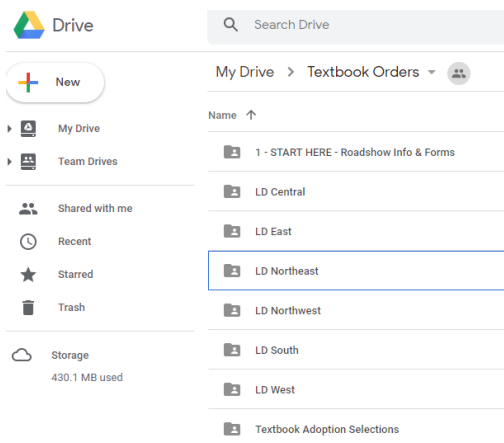 Drive
Search Drive
New
My Drive
Team Drives
Shared with me
Recent
Starred
Trash
Storage
430.1 MB used
My Drive > Textbook Orders
Name
1 - START HERE - Roadshow Info & Forms
LD Central
LD East
LD Northeast
LD Northwest
LD South
LD West
Textbook Adoption Selections